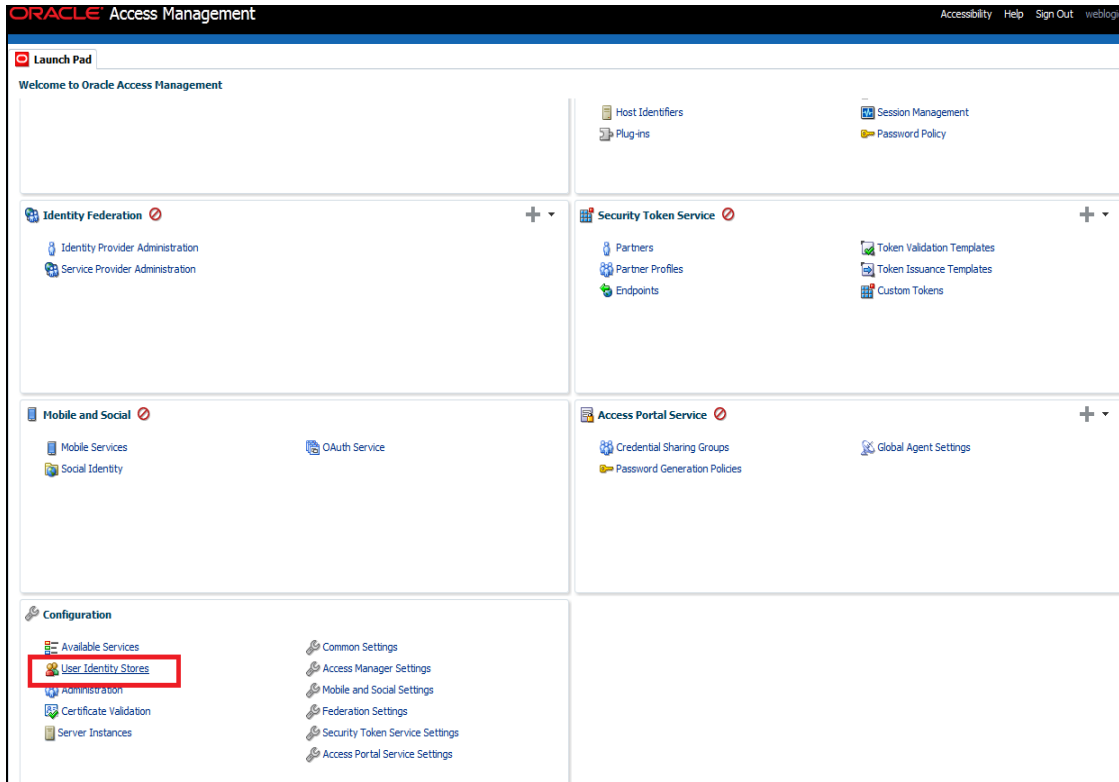 ORACLE Access Management
Accessibility Help Sign Out weblogi
Launch Pad
Welcome to Oracle Access Management
Host Identifiers
Plug-ins
Session Management
Password Policy
Identity Federation
Identity Provider Administration
Service Provider Administration
Security Token Service
Partners
Partner Profiles
Endpoints
Token Validation Templates
Token Issuance Templates
Custom Tokens
Mobile and Social
Mobile Services
Social Identity
OAuth Service
Access Portal Service
Credential Sharing Groups
Password Generation Policies
Global Agent Settings
Configuration
Available Services
User Identity Stores
Administration
Certificate Validation
Server Instances
Common Settings
Access Manager Settings
Mobile and Social Settings
Federation Settings
Security Token Service Settings
Access Portal Service Settings